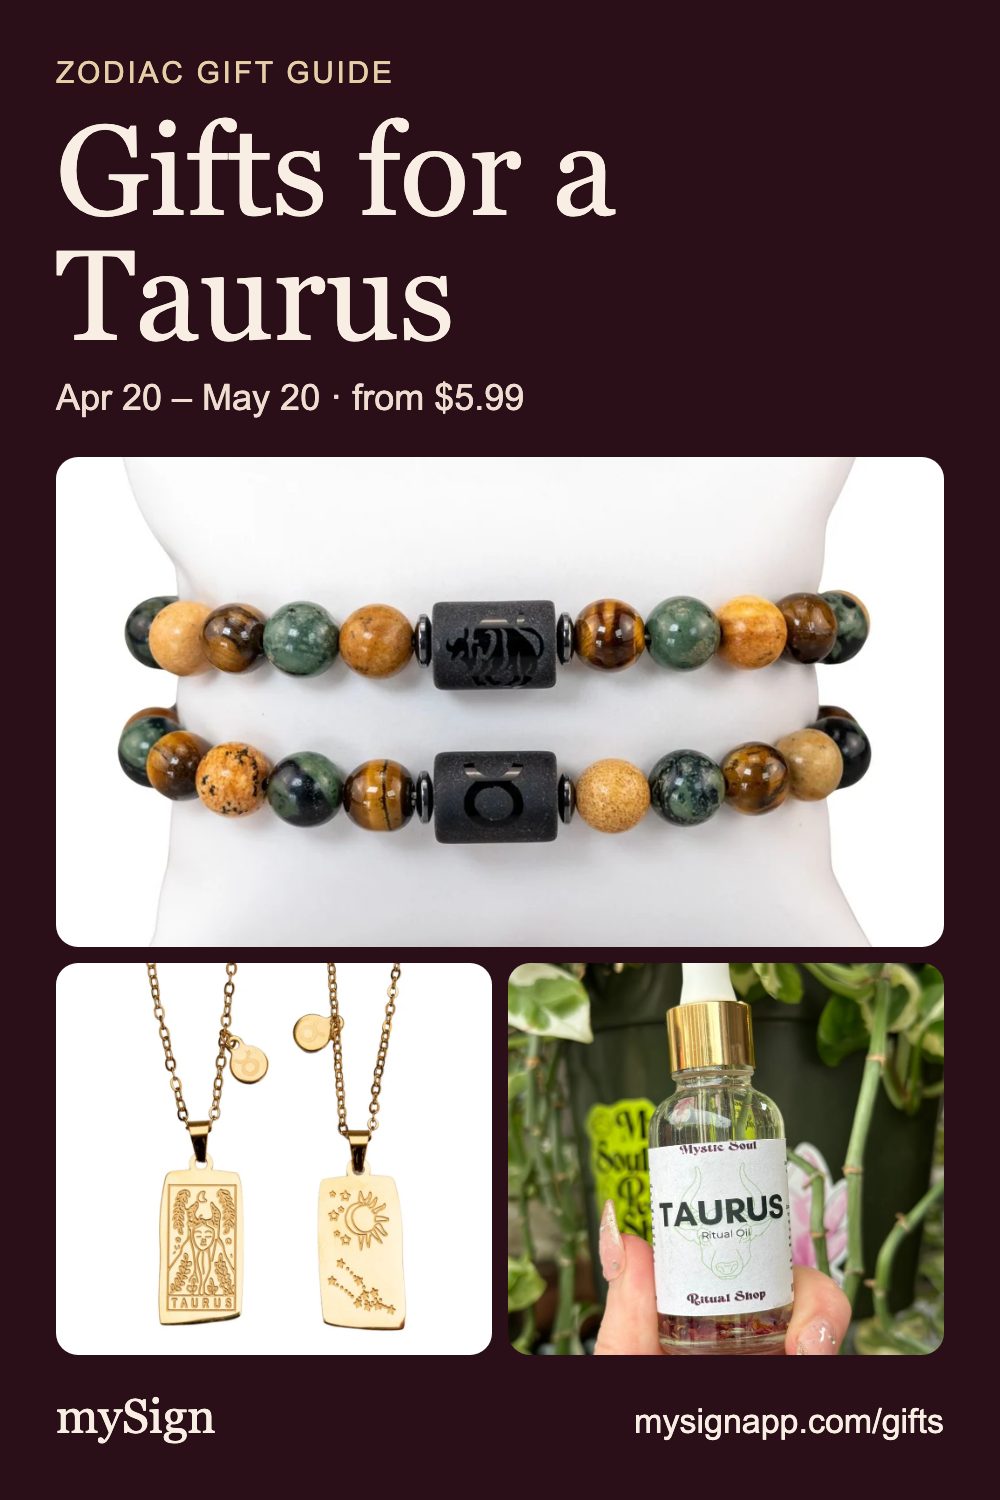 ZODIAC GIFT GUIDE
Gifts for a
Taurus
Apr 20 – May 20 · from $5.99
TAURUS
Mystic Soul
TAURUS
Ritual Oil
Ritual Shop
mySign
mysignapp.com/gifts